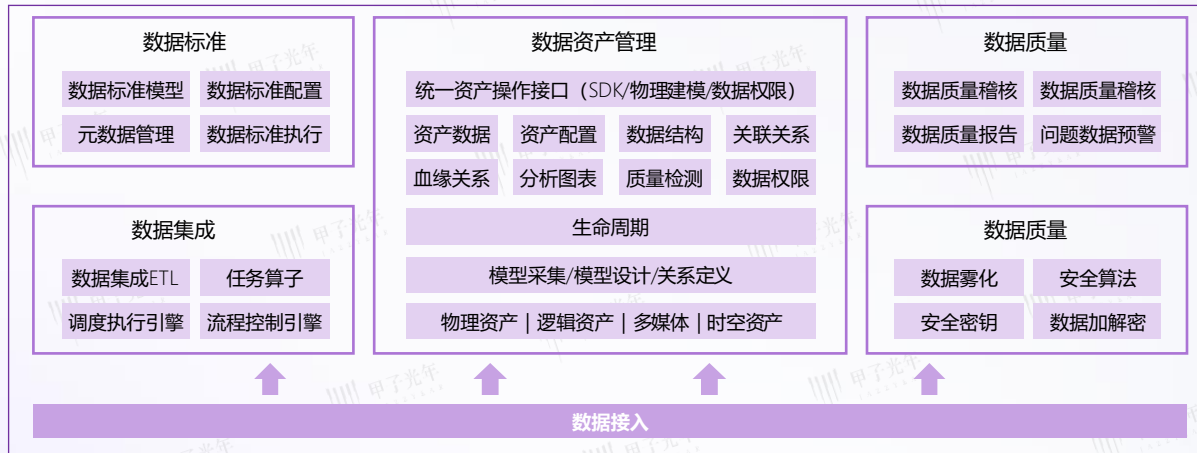 数据标准
数据标准模型 数据标准配置
元数据管理 数据标准执行
数据集成
数据集成ETL 任务算子
调度执行引擎 流程控制引擎
数据资产管理
统一资产操作接口（SDK/物理建模/数据权限）
资产数据 资产配置 数据结构 关联关系
血缘关系 分析图表 质量检测 数据权限
生命周期
模型采集/模型设计/关系定义
物理资产 | 逻辑资产 | 多媒体 | 时空资产
数据质量
数据质量稽核 数据质量稽核
数据质量报告 问题数据预警
数据质量
数据雾化 安全算法
安全密钥 数据加解密
数据接入
甲子光年